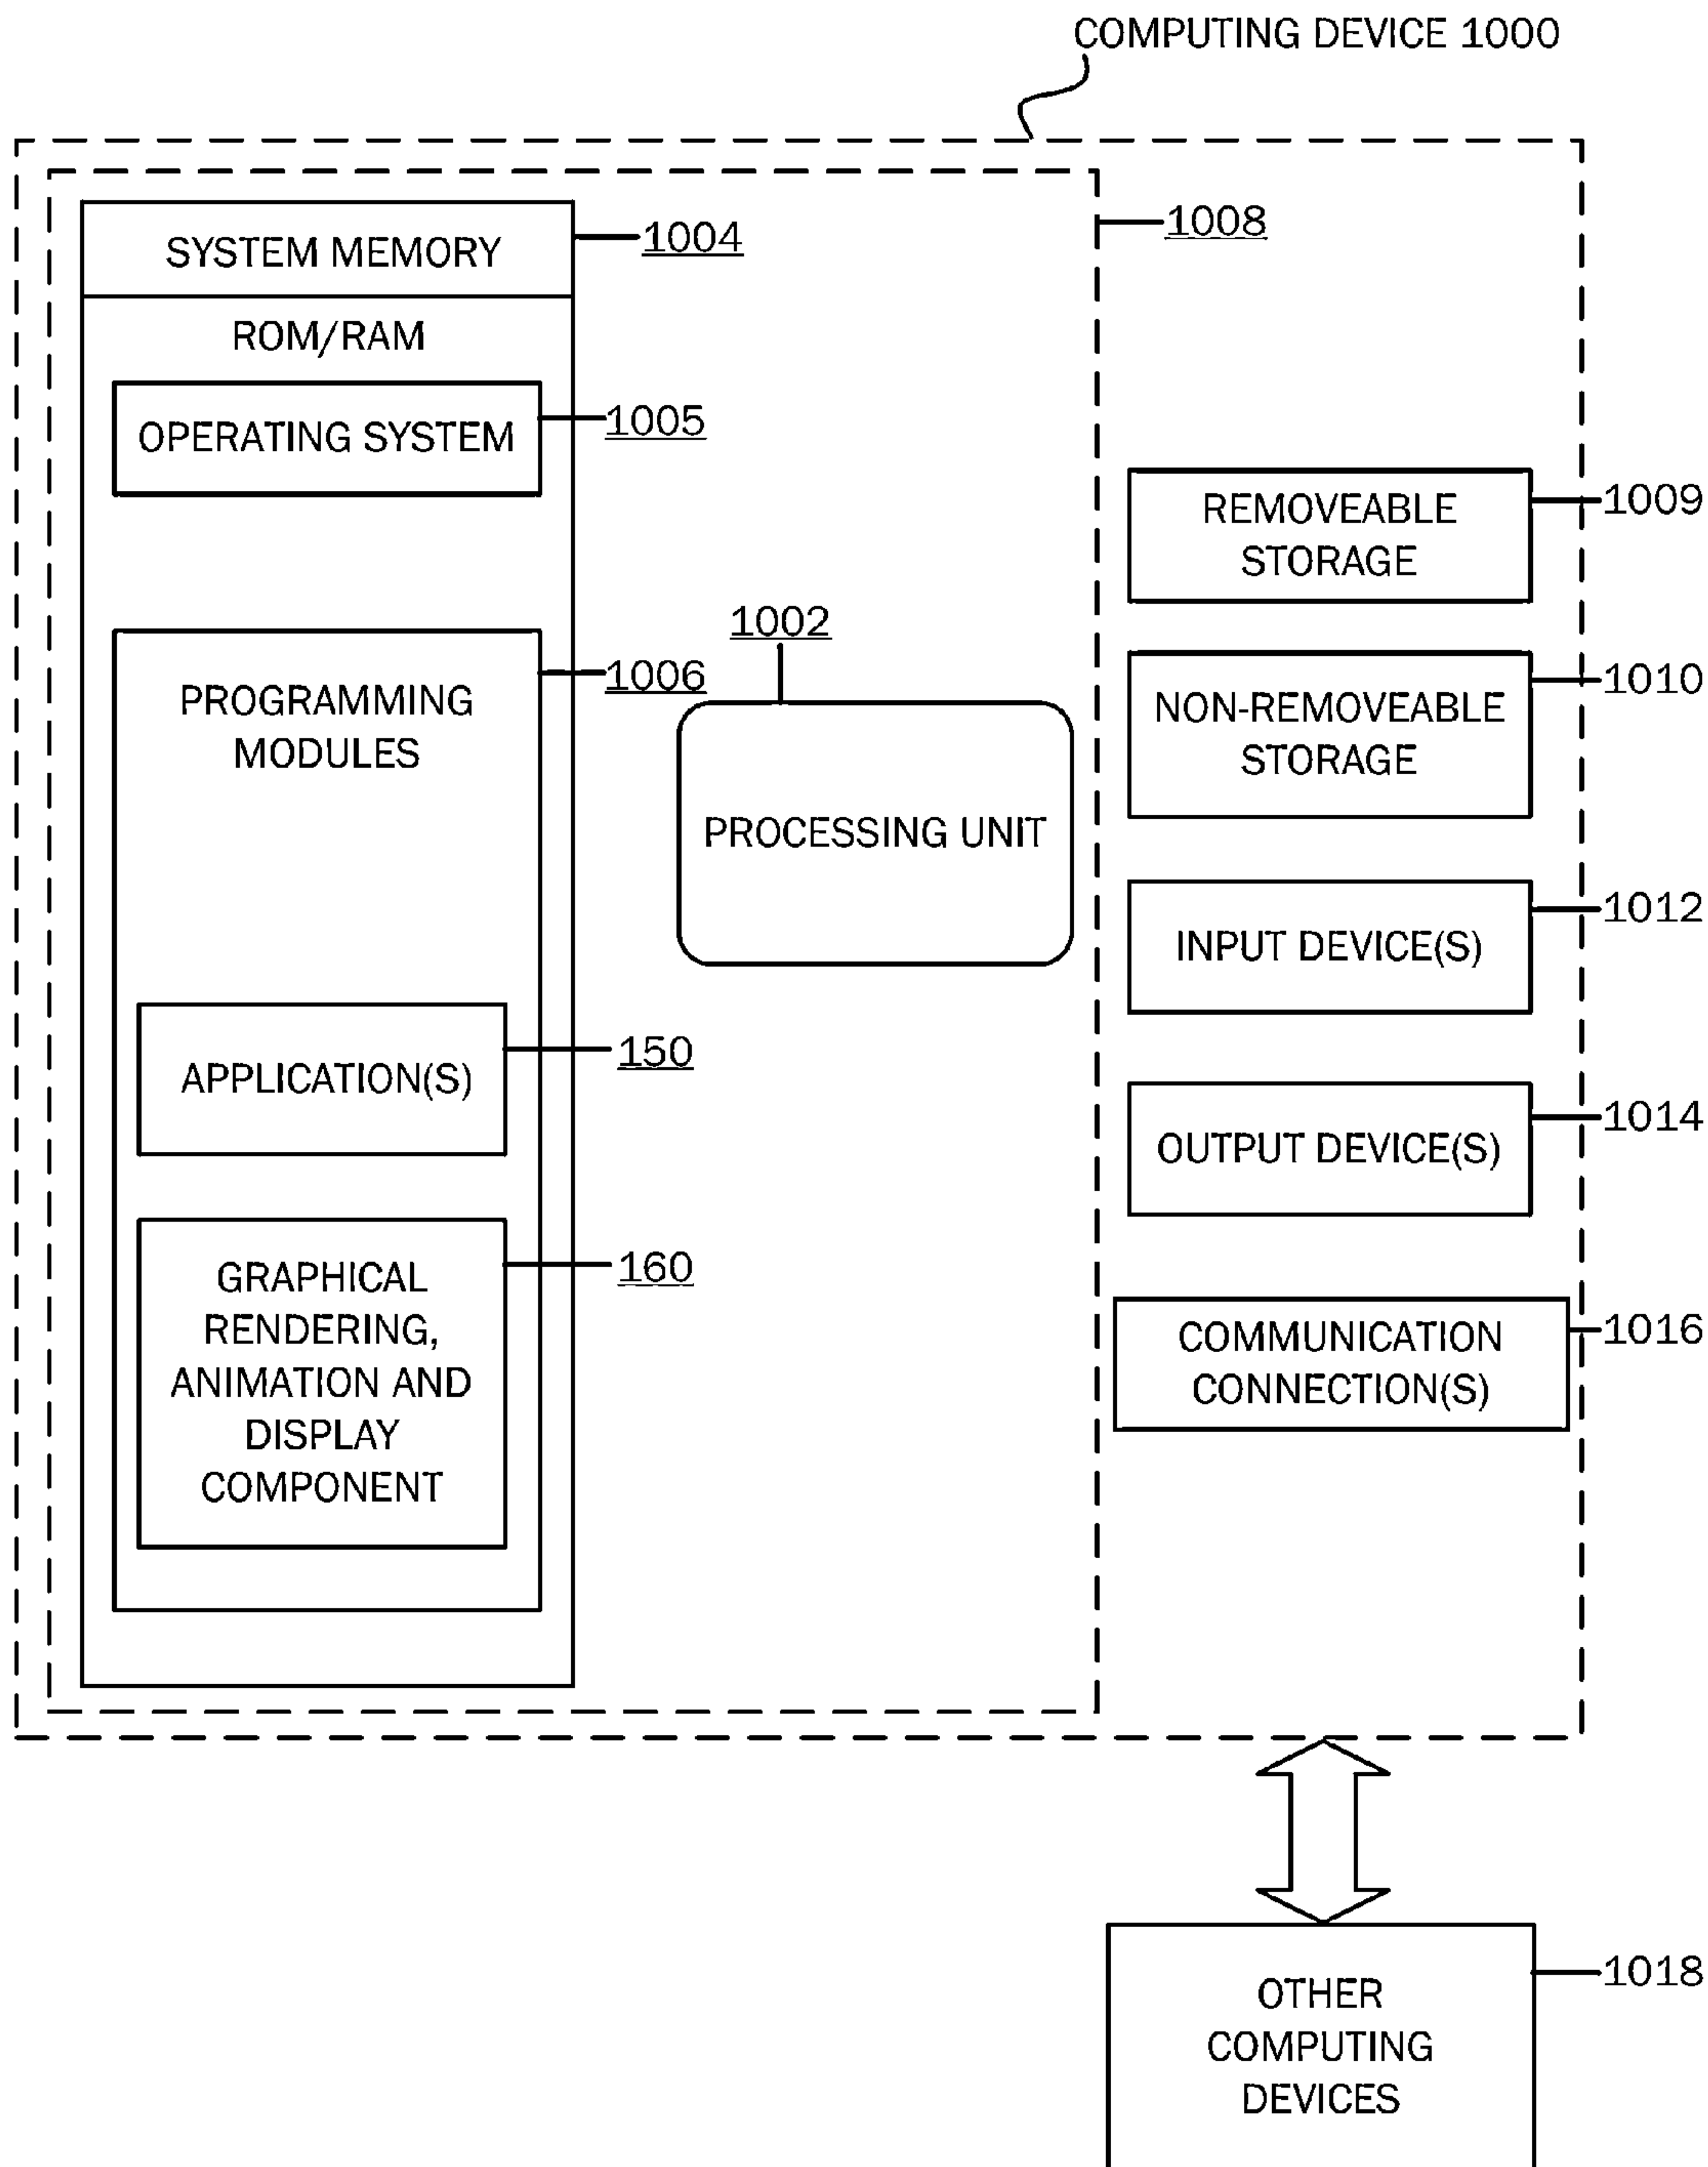 COMPUTING DEVICE 1000
SYSTEM MEMORY
1004
1008
ROM/RAM
OPERATING SYSTEM
1005
PROGRAMMING
MODULES
1006
1002
PROCESSING UNIT
APPLICATION(S)
150
GRAPHICAL
RENDERING,
ANIMATION AND
DISPLAY
COMPONENT
160
REMOVEABLE
STORAGE
1009
NON-REMOVEABLE
STORAGE
1010
INPUT DEVICE(S)
1012
OUTPUT DEVICE(S)
1014
COMMUNICATION
CONNECTION(S)
1016
OTHER
COMPUTING
DEVICES
1018